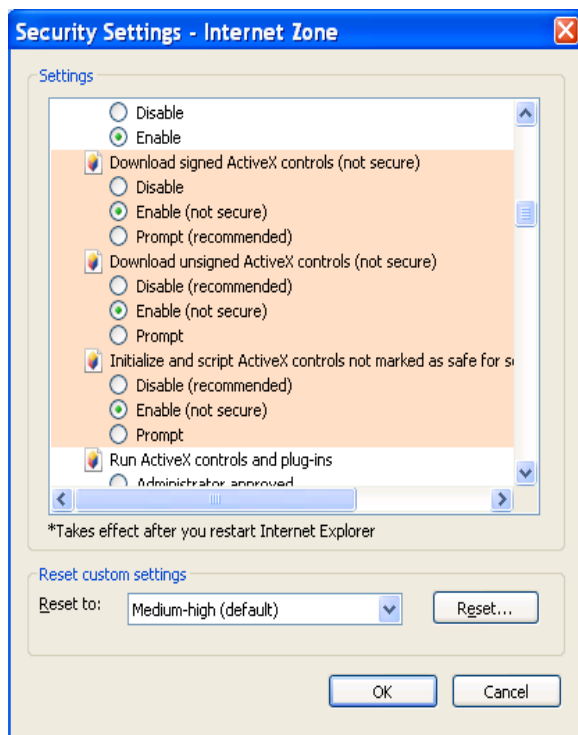 Security Settings - Internet Zone
Settings
Disable
Enable
Download signed ActiveX controls (not secure)
Disable
Enable (not secure)
Prompt (recommended)
Download unsigned ActiveX controls (not secure)
Disable (recommended)
Enable (not secure)
Prompt
Initialize and script ActiveX controls not marked as safe for s
Disable (recommended)
Enable (not secure)
Prompt
Run ActiveX controls and plug-ins
Administrator approved
*Takes effect after you restart Internet Explorer
Reset custom settings
Reset to: Medium-high (default) Reset...
OK Cancel